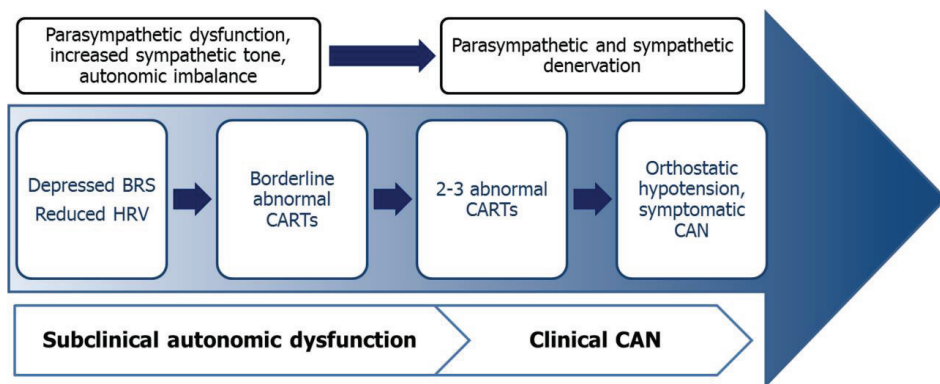 Parasympathetic dysfunction,
increased sympathetic tone,
autonomic imbalance
Parasympathetic and sympathetic
denervation
Depressed BRS
Reduced HRV
Borderline
abnormal
CARTs
2-3 abnormal
CARTs
Orthostatic
hypotension,
symptomatic
CAN
Subclinical autonomic dysfunction
Clinical CAN